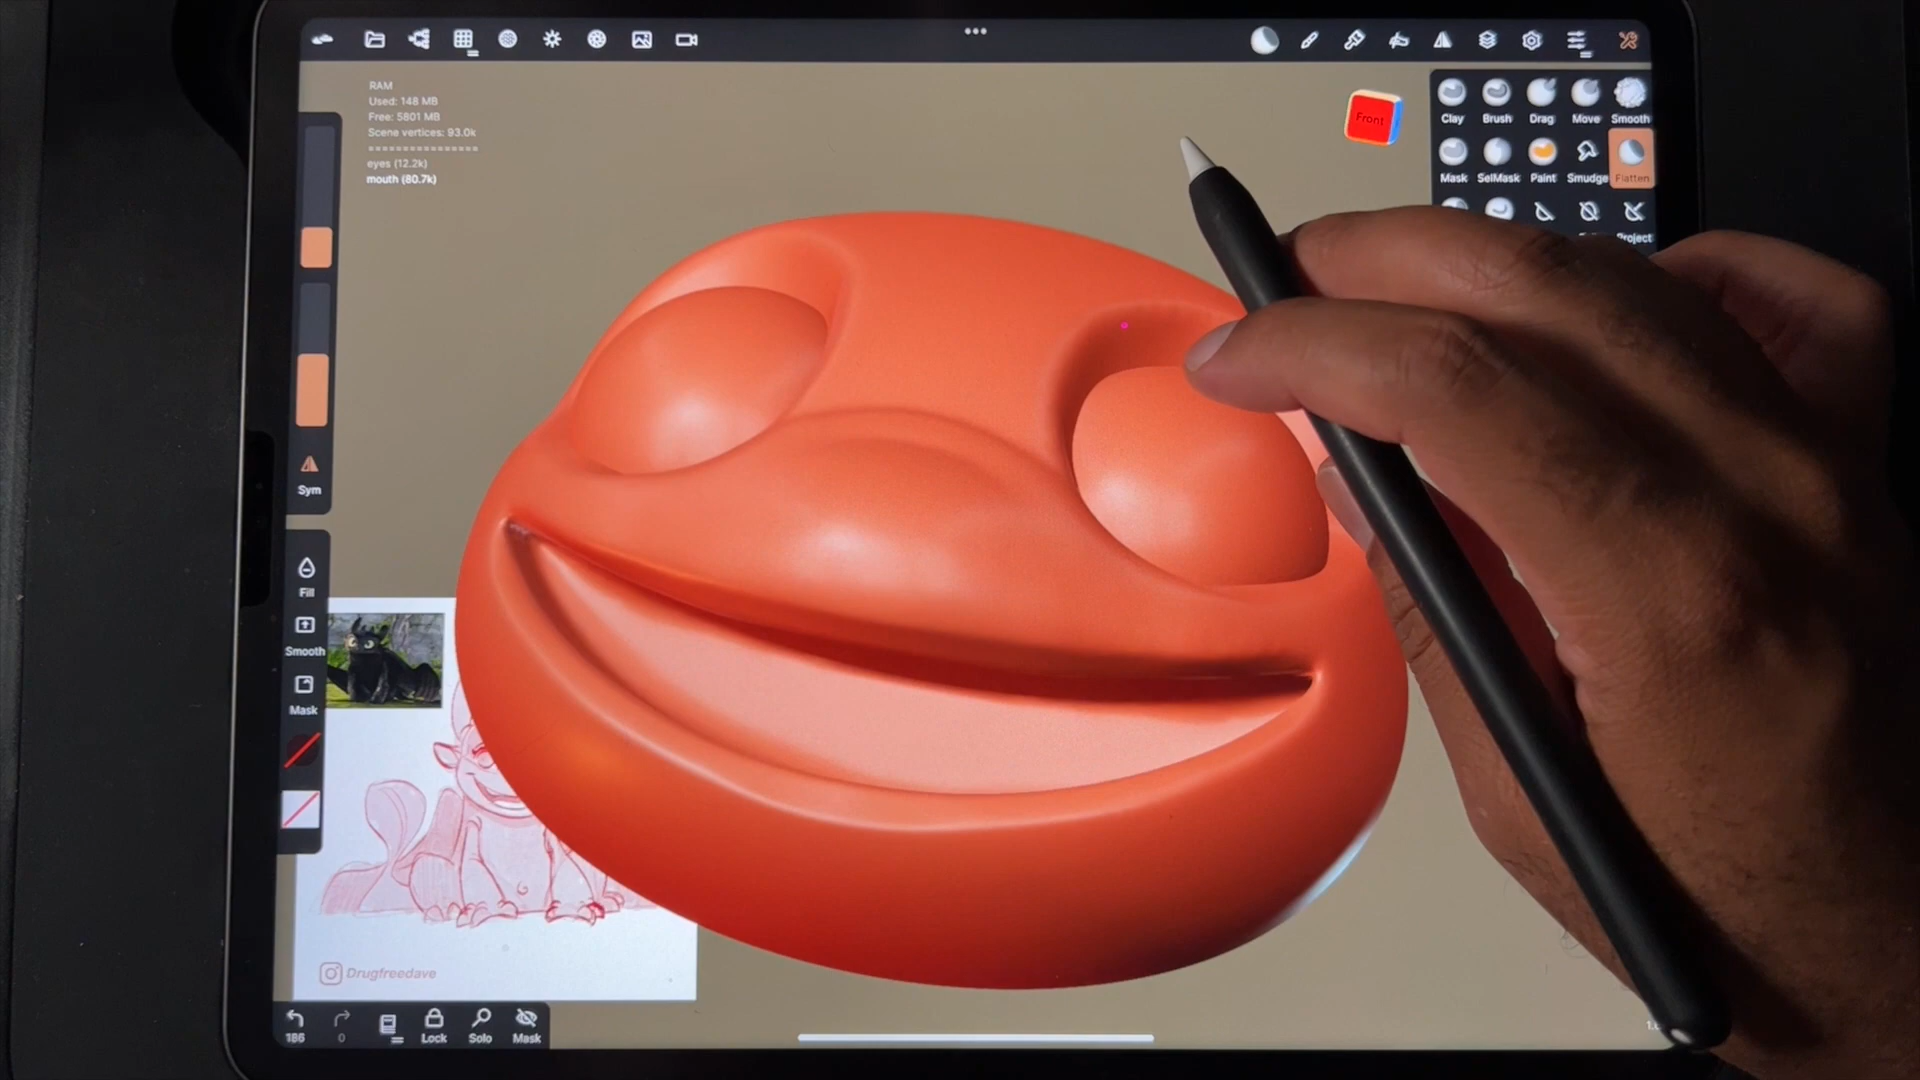 RAM
Used: 148 MB
Free: 5801 MB
Scene vertices: 93.0k
================
eyes (12.2k)
mouth (80.7k)
Front
Clay Brush Drag Move Smooth
Mask SelMask Paint Smudge Flatten
Project
Sym
Fill
Smooth
Mask
Drugfreedave
186 0 Lock Solo Mask